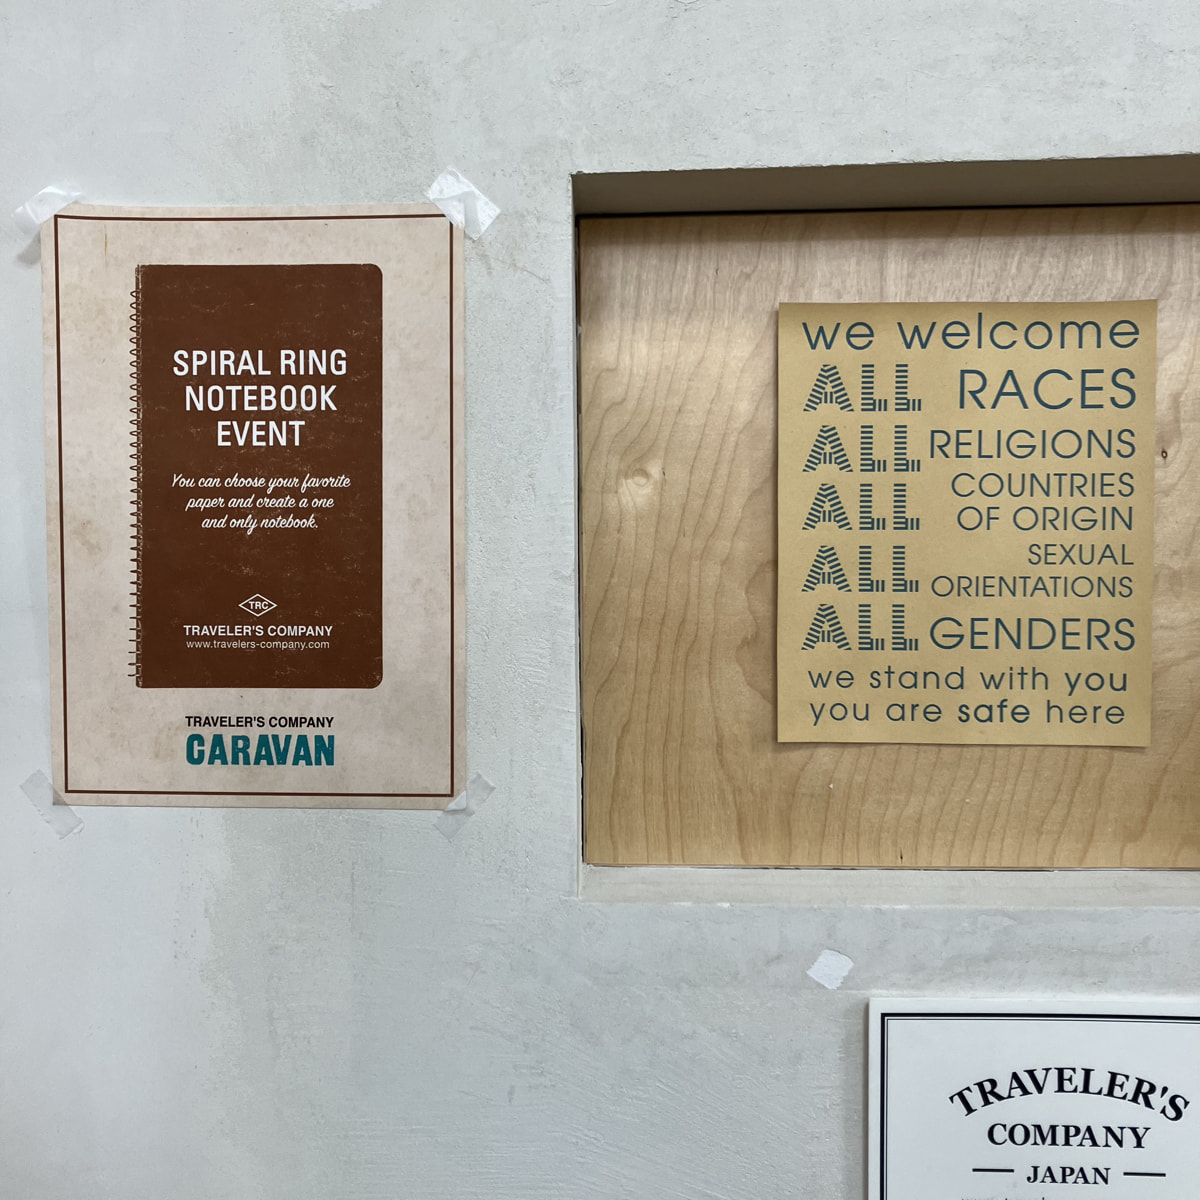 SPIRAL RING
NOTEBOOK
EVENT
You can choose your favorite
paper and create a one
and only notebook.
TRC
TRAVELER'S COMPANY
www.travelers-company.com
TRAVELER'S COMPANY
CARAVAN
we welcome
ALL RACES
ALL RELIGIONS
ALL COUNTRIES
OF ORIGIN
ALL SEXUAL
ORIENTATIONS
ALL GENDERS
we stand with you
you are safe here
TRAVELER'S
COMPANY
JAPAN